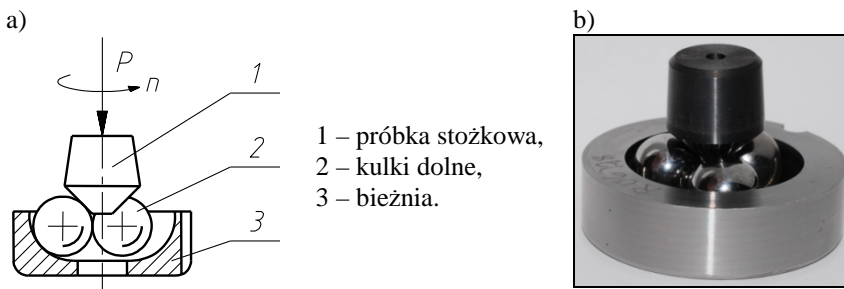 a)
b)
P
n
1
2
3
1 – próbka stożkowa,
2 – kulki dolne,
3 – bieżnia.